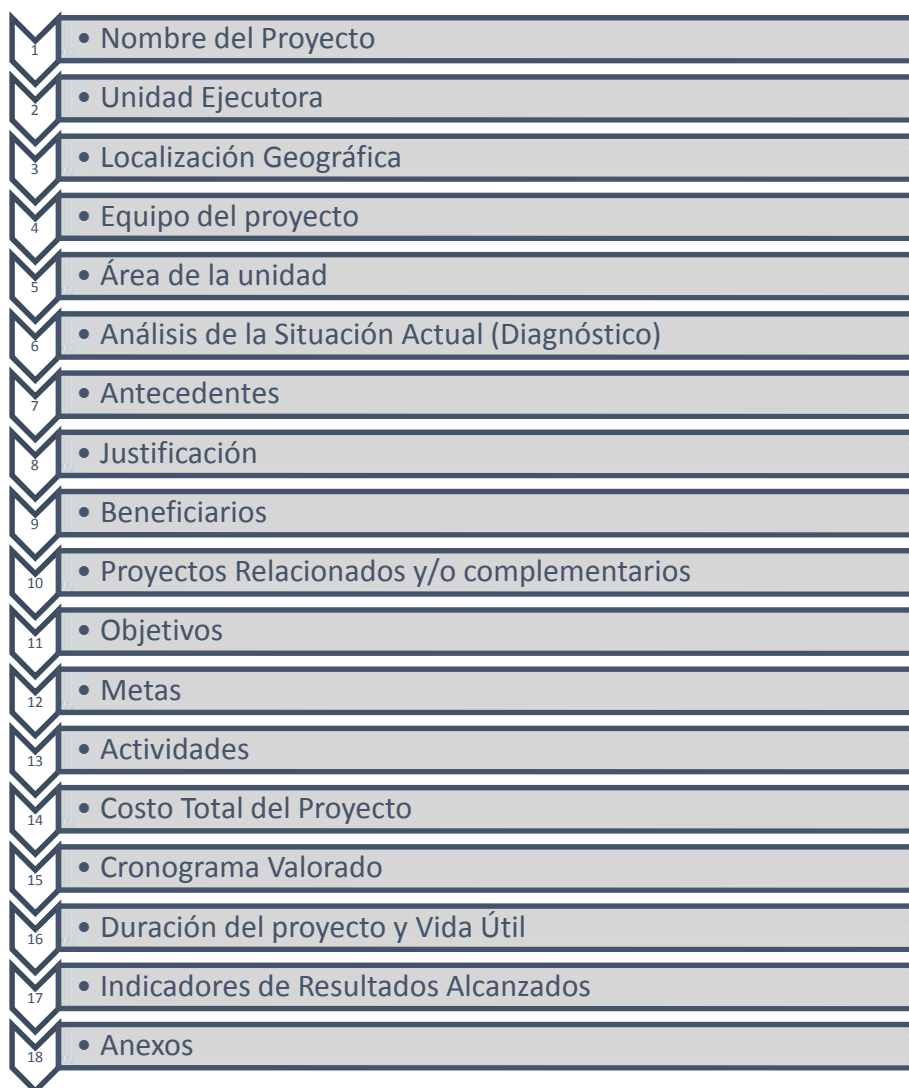 1 • Nombre del Proyecto
2 • Unidad Ejecutora
3 • Localización Geográfica
4 • Equipo del proyecto
5 • Área de la unidad
6 • Análisis de la Situación Actual (Diagnóstico)
7 • Antecedentes
8 • Justificación
9 • Beneficiarios
10 • Proyectos Relacionados y/o complementarios
11 • Objetivos
12 • Metas
13 • Actividades
14 • Costo Total del Proyecto
15 • Cronograma Valorado
16 • Duración del proyecto y Vida Útil
17 • Indicadores de Resultados Alcanzados
18 • Anexos